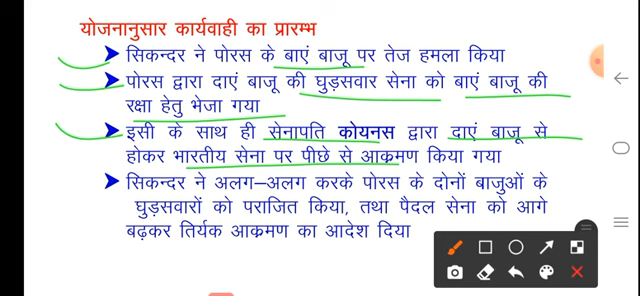 योजनानुसार कार्यवाही का प्रारम्भ
➤ सिकन्दर ने पोरस के बाएं बाजू पर तेज हमला किया
➤ पोरस द्वारा दाएं बाजू की घुड़सवार सेना को बाएं बाजू की
रक्षा हेतु भेजा गया
➤ इसी के साथ ही सेनापति कोयनस द्वारा दाएं बाजू से
होकर भारतीय सेना पर पीछे से आक्रमण किया गया
➤ सिकन्दर ने अलग–अलग करके पोरस के दोनों बाजुओं के
घुड़सवारों को पराजित किया, तथा पैदल सेना को आगे
बढ़कर तिर्यक आक्रमण का आदेश दिया